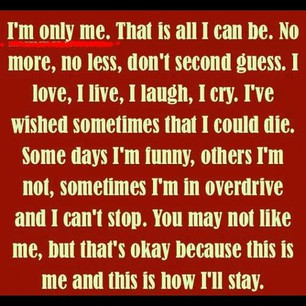 I'm only me. That is all I can be. No
more, no less, don't second guess. I
love, I live, I laugh, I cry. I've
wished sometimes that I could die.
Some days I'm funny, others I'm
not, sometimes I'm in overdrive
and I can't stop. You may not like
me, but that's okay because this is
me and this is how I'll stay.